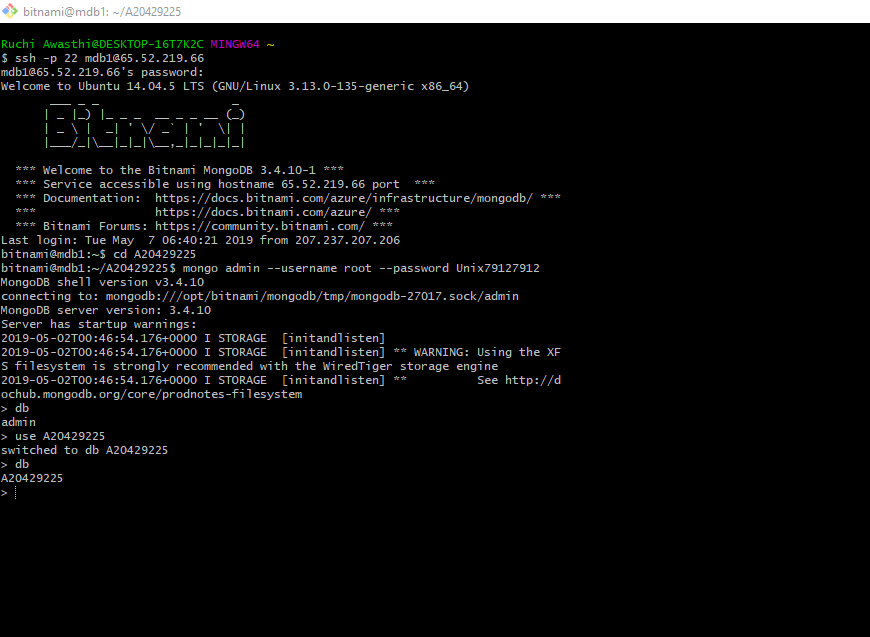 bitnami@mdb1: ~/A20429225
Ruchi Awasthi@DESKTOP-16T7K2C MINGW64 ~
$ ssh -p 22 mdb1@65.52.219.66
mdb1@65.52.219.66's password:
Welcome to Ubuntu 14.04.5 LTS (GNU/Linux 3.13.0-135-generic x86_64)
       ___ _ _                   _
      | _ |_) |_ _ _  __ _ _ __ (_)
      | _ \ |  _| ' \/ _` | '  \| |
      |___/_|\__|_|_|\__,_|_|_|_|_|
*** Welcome to the Bitnami MongoDB 3.4.10-1 ***
*** Service accessible using hostname 65.52.219.66 port  ***
*** Documentation:  https://docs.bitnami.com/azure/infrastructure/mongodb/ ***
***                 https://docs.bitnami.com/azure/ ***
*** Bitnami Forums: https://community.bitnami.com/ ***
Last login: Tue May  7 06:40:21 2019 from 207.237.207.206
bitnami@mdb1:~$ cd A20429225
bitnami@mdb1:~/A20429225$ mongo admin --username root --password Unix79127912
MongoDB shell version v3.4.10
connecting to: mongodb:///opt/bitnami/mongodb/tmp/mongodb-27017.sock/admin
MongoDB server version: 3.4.10
Server has startup warnings:
2019-05-02T00:46:54.176+0000 I STORAGE  [initandlisten]
2019-05-02T00:46:54.176+0000 I STORAGE  [initandlisten] ** WARNING: Using the XF
S filesystem is strongly recommended with the WiredTiger storage engine
2019-05-02T00:46:54.176+0000 I STORAGE  [initandlisten] **          See http://d
ochub.mongodb.org/core/prodnotes-filesystem
> db
admin
> use A20429225
switched to db A20429225
> db
A20429225
>